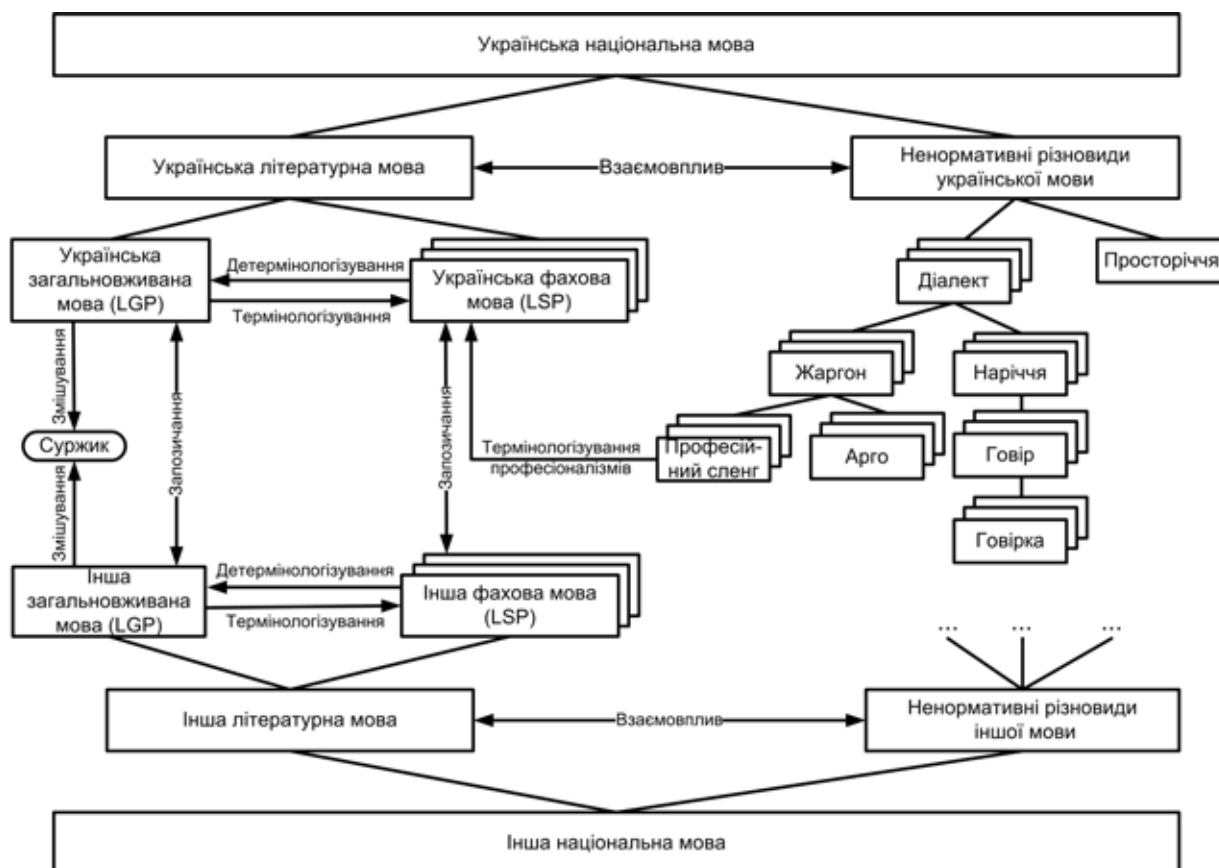 Українська національна мова
Українська літературна мова
Взаємовплив
Ненормативні різновиди
української мови
Українська
загальновживана
мова (LGP)
Детермінологізування
Термінологізування
Українська фахова
мова (LSP)
Діалект
Просторіччя
Жаргон
Наріччя
Змішування
Суржик
Змішування
Запозичання
Запозичання
Термінологізування
професіоналізмів
Професій-
ний сленг
Арго
Говір
Говірка
Інша
загальновживана
мова (LGP)
Детермінологізування
Термінологізування
Інша фахова мова
(LSP)
... ... ...
Інша літературна мова
Взаємовплив
Ненормативні різновиди
іншої мови
Інша національна мова